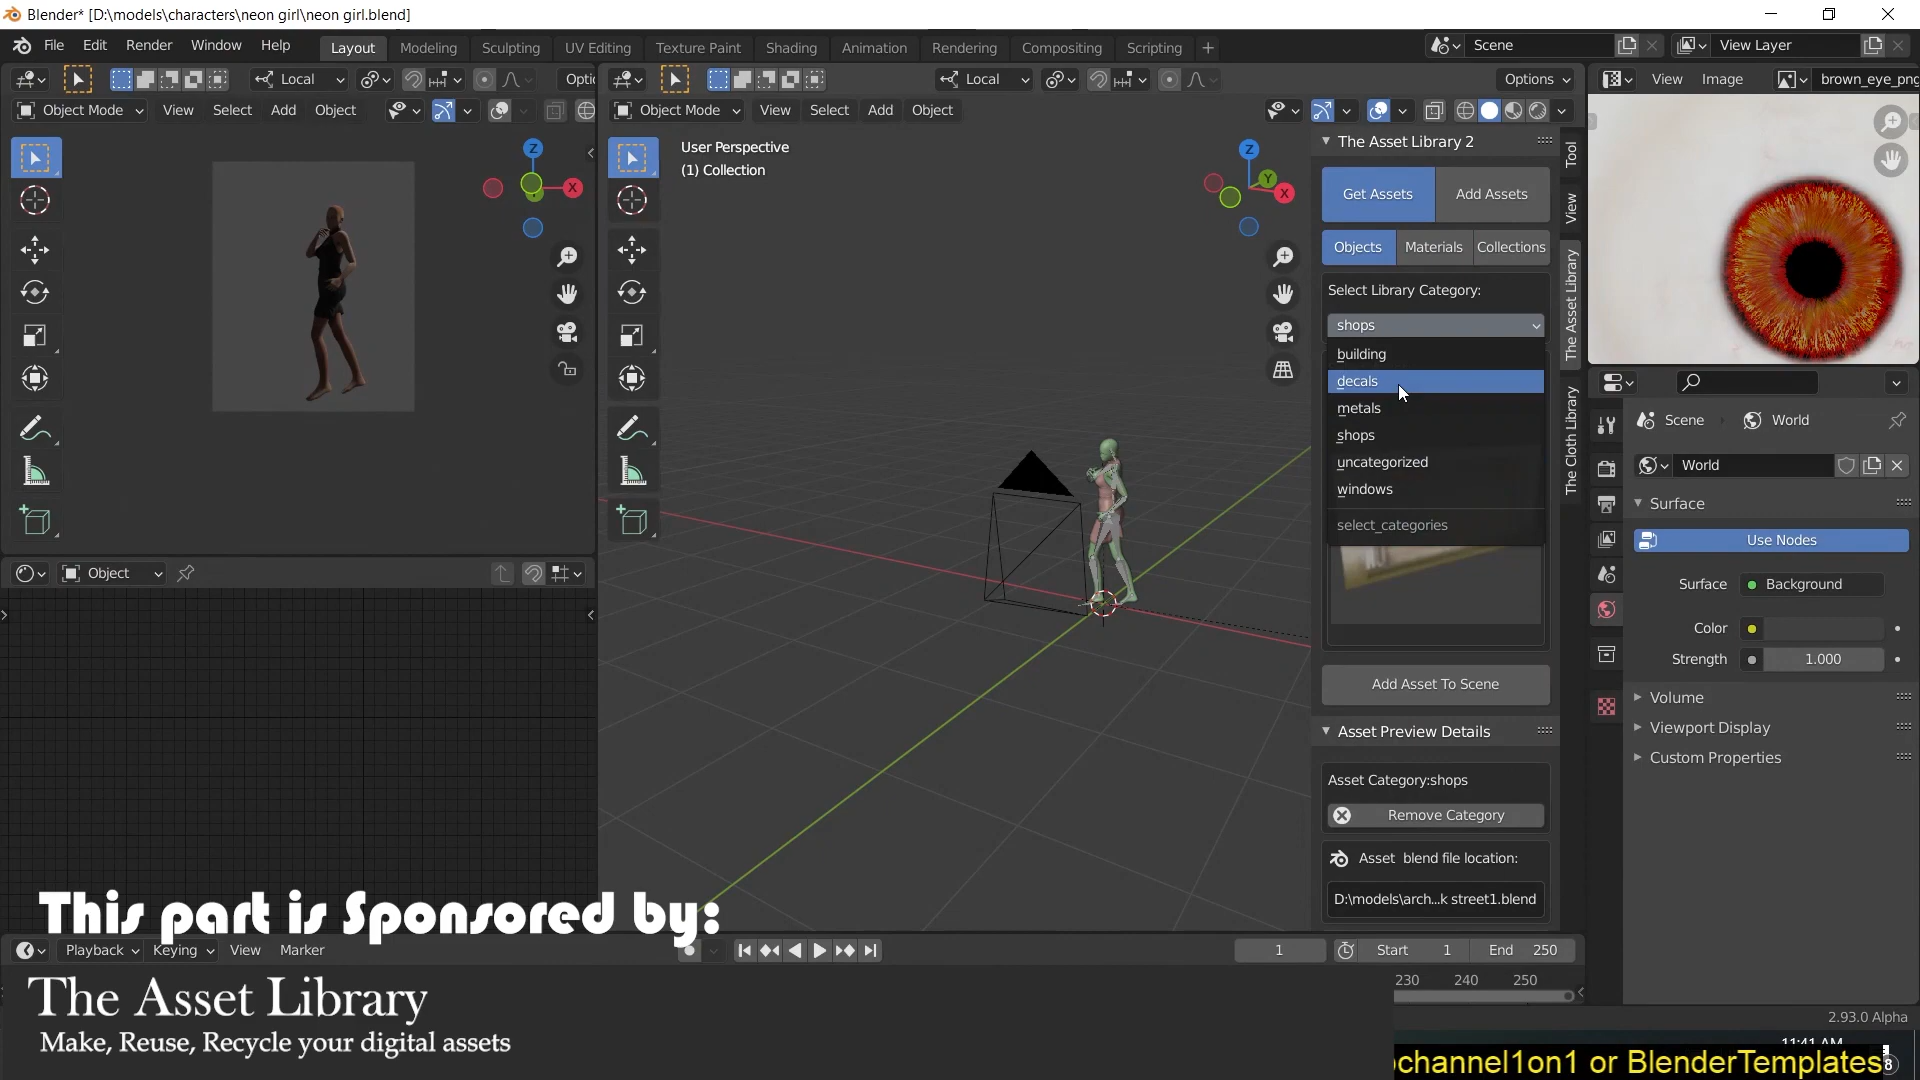 Blender* [D:\models\characters\neon girl\neon girl.blend]
File Edit Render Window Help Layout Modeling Sculpting UV Editing Texture Paint Shading Animation Rendering Compositing Scripting + Scene View Layer
Local Local Options View Image brown_eye_png
Object Mode View Select Add Object Object Mode View Select Add Object
User Perspective
(1) Collection
Z
X
Z
Y
X
The Asset Library 2
Get Assets Add Assets
Objects Materials Collections
Select Library Category:
shops
building
decals
metals
shops
uncategorized
windows
select_categories
Add Asset To Scene
Asset Preview Details
Asset Category:shops
Remove Category
Asset blend file location:
D:\models\arch...k street1.blend
Tool
View
The Asset Library
The Cloth Library
Scene World
World
Surface
Use Nodes
Surface Background
Color
Strength 1.000
Volume
Viewport Display
Custom Properties
Object
This part is Sponsored by:
Playback Keying View Marker 1 Start 1 End 250
230 240 250
The Asset Library
Make, Reuse, Recycle your digital assets
2.93.0 Alpha
11:41 AM
channel1on1 or BlenderTemplates